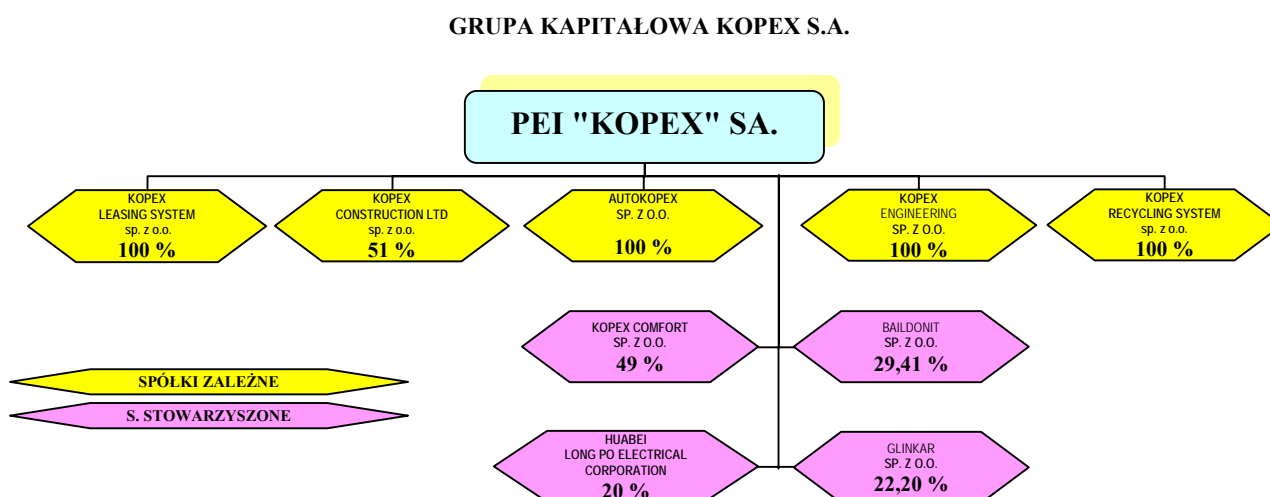 GRUPA KAPITAŁOWA KOPEX S.A.
PEI "KOPEX" SA.
KOPEX
LEASING SYSTEM
sp. z o.o.
100 %
KOPEX
CONSTRUCTION LTD
sp. z o.o.
51 %
AUTOKOPEX
SP. Z O.O.
100 %
KOPEX
ENGINEERING
SP. Z O.O.
100 %
KOPEX
RECYCLING SYSTEM
sp. z o.o.
100 %
KOPEX COMFORT
SP. Z O.O.
49 %
BAILDONIT
SP. Z O.O.
29,41 %
SPÓŁKI ZALEŻNE
S. STOWARZYSZONE
HUABEI
LONG PO ELECTRICAL
CORPORATION
20 %
GLINKAR
SP. Z O.O.
22,20 %